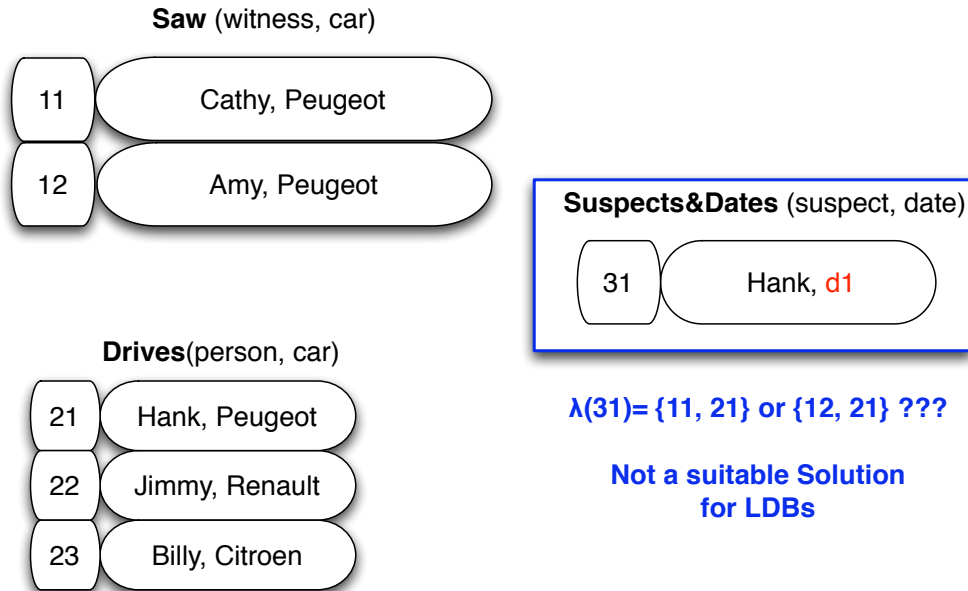 Saw (witness, car)
11 Cathy, Peugeot
12 Amy, Peugeot
Suspects&Dates (suspect, date)
31 Hank, d1
Drives(person, car)
21 Hank, Peugeot
22 Jimmy, Renault
23 Billy, Citroen
λ(31)= {11, 21} or {12, 21} ???
Not a suitable Solution
for LDBs